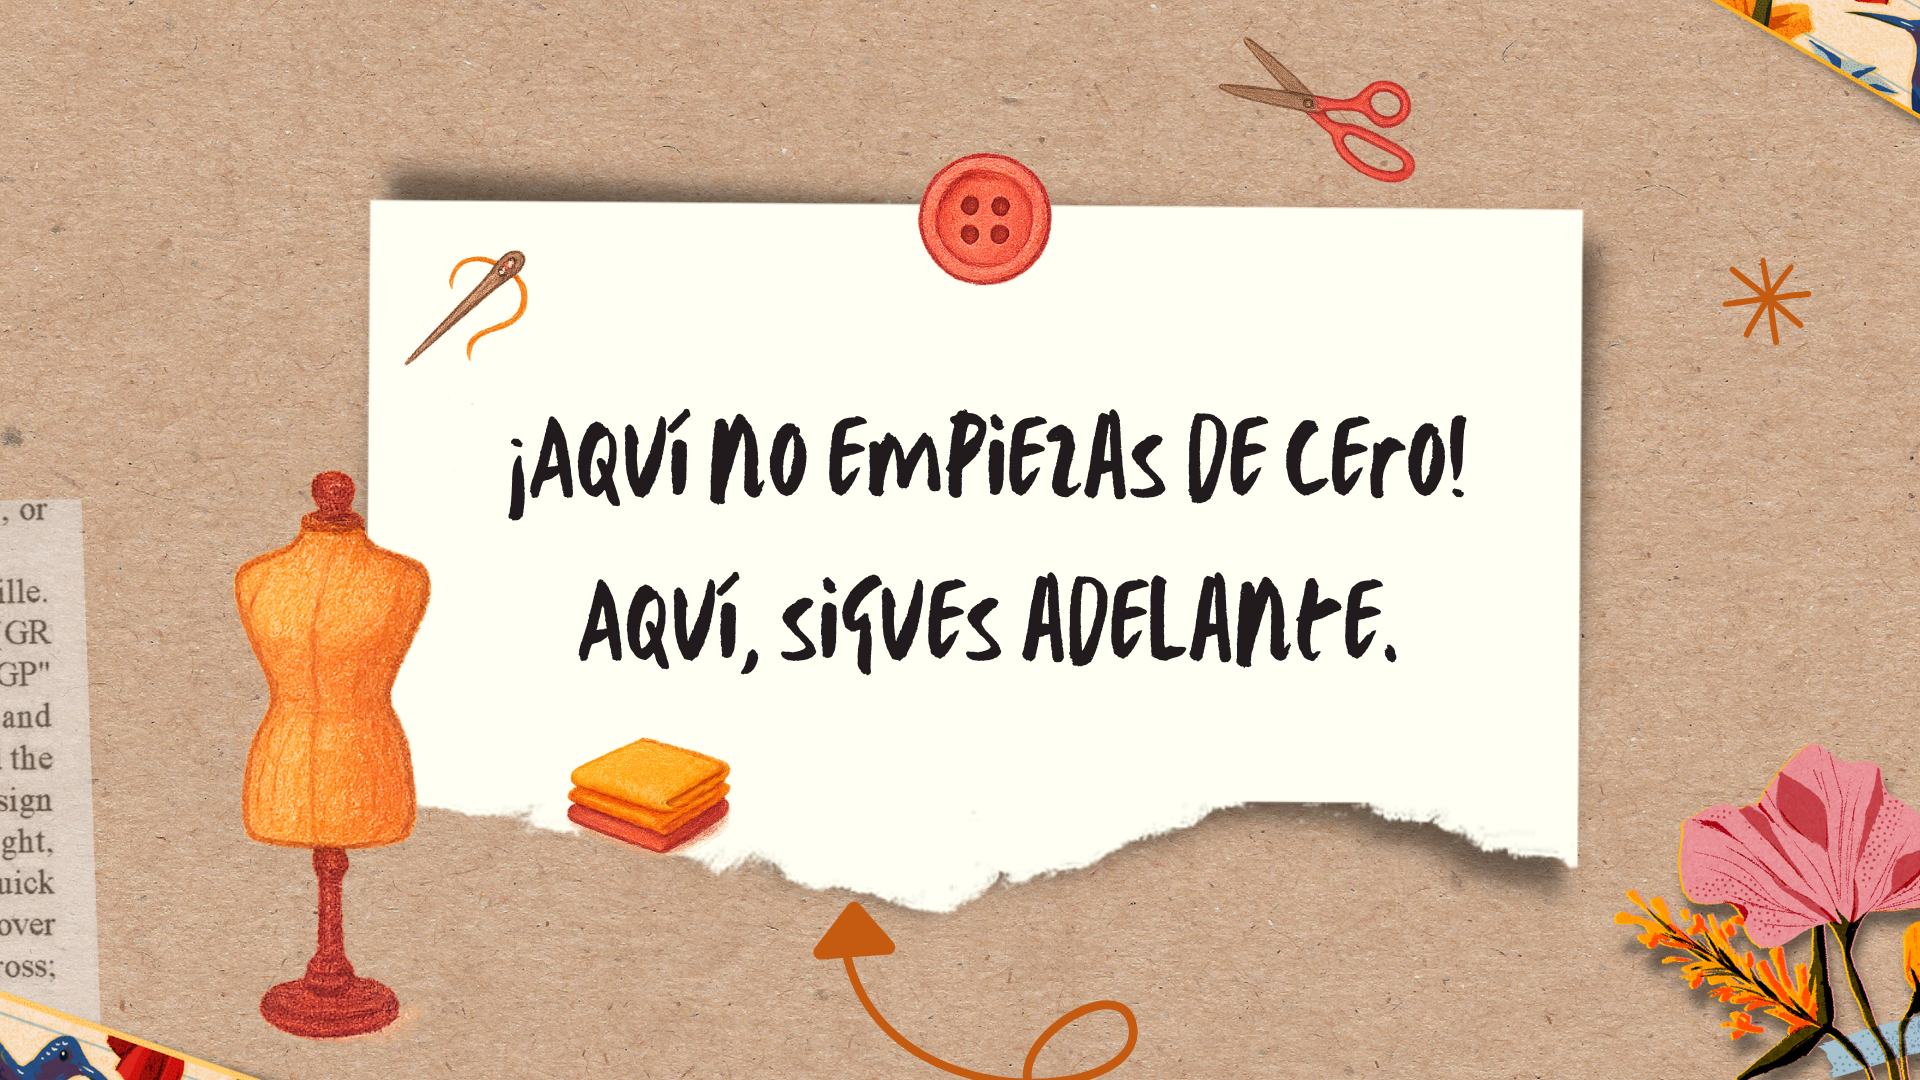 ¡AQUÍ NO EMPIEZAS DE CERO!
AQUÍ, SIGUES ADELANTE.
, or
ille.
GR
GP"
and
the
sign
ght,
uick
over
ross;